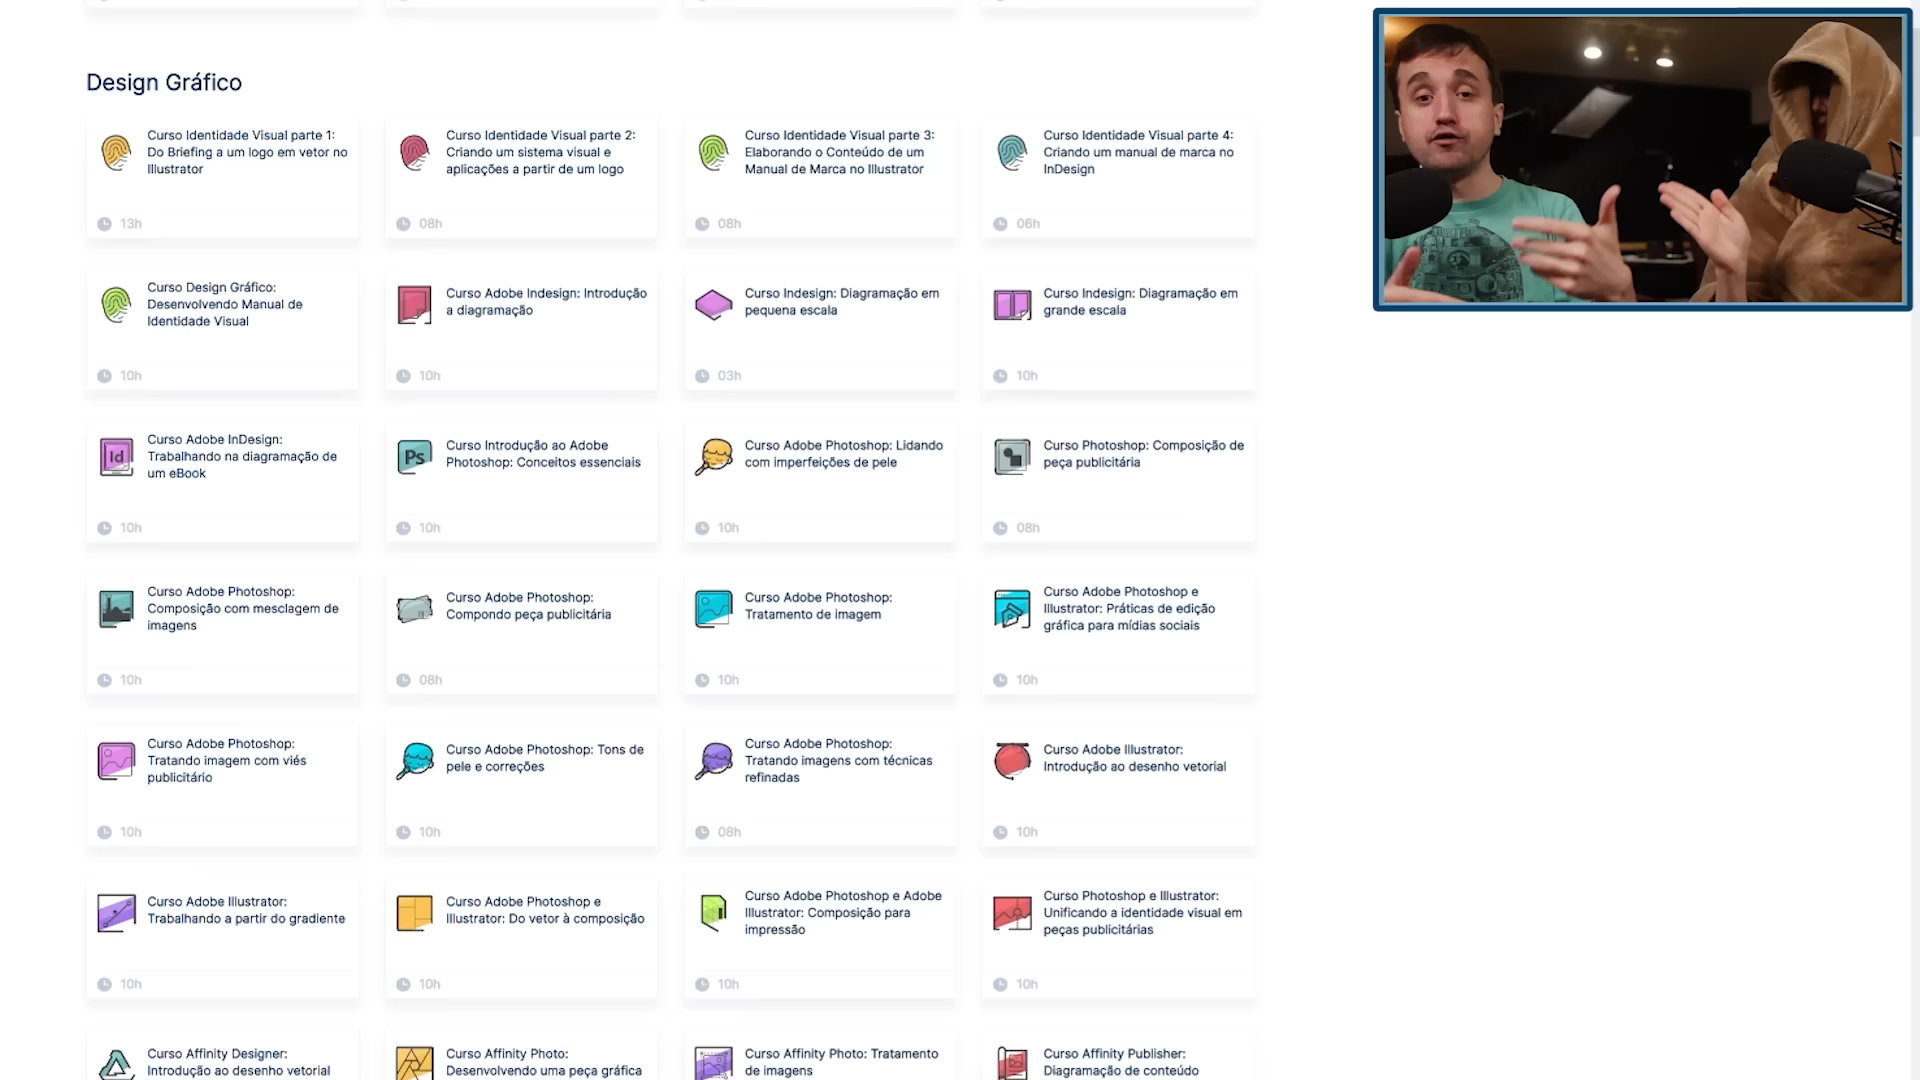 Design Gráfico
Curso Identidade Visual parte 1:
Do Briefing a um logo em vetor no
Illustrator
13h
Curso Identidade Visual parte 2:
Criando um sistema visual e
aplicações a partir de um logo
08h
Curso Identidade Visual parte 3:
Elaborando o Conteúdo de um
Manual de Marca no Illustrator
08h
Curso Identidade Visual parte 4:
Criando um manual de marca no
InDesign
06h
Curso Design Gráfico:
Desenvolvendo Manual de
Identidade Visual
10h
Curso Adobe Indesign: Introdução
a diagramação
10h
Curso Indesign: Diagramação em
pequena escala
03h
Curso Indesign: Diagramação em
grande escala
10h
Id
Curso Adobe InDesign:
Trabalhando na diagramação de
um eBook
10h
Ps
Curso Introdução ao Adobe
Photoshop: Conceitos essenciais
10h
Curso Adobe Photoshop: Lidando
com imperfeições de pele
10h
Curso Photoshop: Composição de
peça publicitária
08h
Curso Adobe Photoshop:
Composição com mesclagem de
imagens
10h
Curso Adobe Photoshop:
Compondo peça publicitária
08h
Curso Adobe Photoshop:
Tratamento de imagem
10h
Curso Adobe Photoshop e
Illustrator: Práticas de edição
gráfica para mídias sociais
10h
Curso Adobe Photoshop:
Tratando imagem com viés
publicitário
10h
Curso Adobe Photoshop: Tons de
pele e correções
10h
Curso Adobe Photoshop:
Tratando imagens com técnicas
refinadas
08h
Curso Adobe Illustrator:
Introdução ao desenho vetorial
10h
Curso Adobe Illustrator:
Trabalhando a partir do gradiente
10h
Curso Adobe Photoshop e
Illustrator: Do vetor à composição
10h
Curso Adobe Photoshop e Adobe
Illustrator: Composição para
impressão
10h
Curso Photoshop e Illustrator:
Unificando a identidade visual em
peças publicitárias
10h
Curso Affinity Designer:
Introdução ao desenho vetorial
Curso Affinity Photo:
Desenvolvendo uma peça gráfica
Curso Affinity Photo: Tratamento
de imagens
Curso Affinity Publisher:
Diagramação de conteúdo